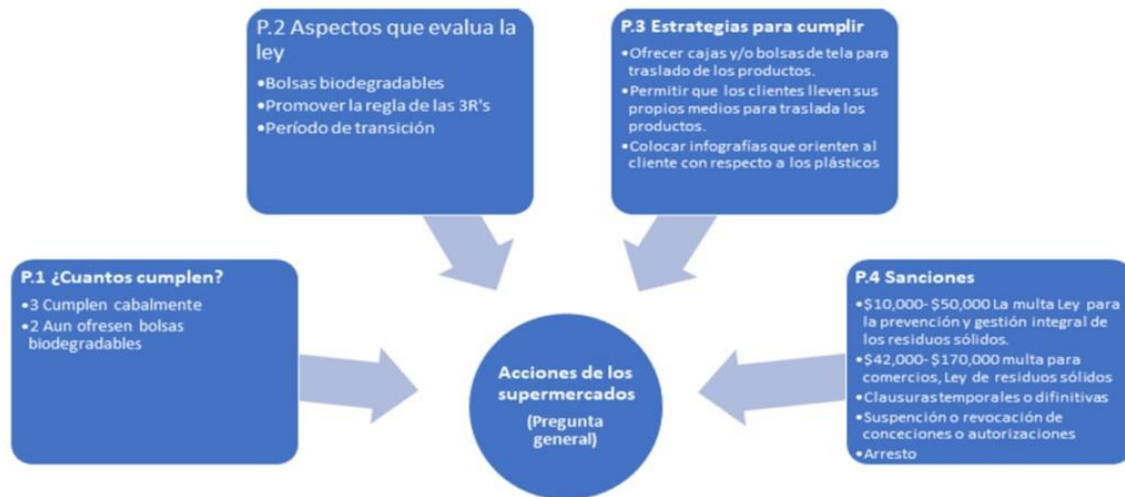 P.2 Aspectos que evalua la
ley
•Bolsas biodegradables
•Promover la regla de las 3R's
•Período de transición
P.3 Estrategias para cumplir
•Ofrecer cajas y/o bolsas de tela para
traslado de los productos.
•Permitir que los clientes lleven sus
propios medios para traslada los
productos.
•Colocar infografías que orienten al
cliente con respecto a los plásticos
P.1 ¿Cuantos cumplen?
•3 Cumplen cabalmente
•2 Aun ofresen bolsas
biodegradables
Acciones de los
supermercados
(Pregunta
general)
P.4 Sanciones
•$10,000- $50,000 La multa Ley para
la prevención y gestión integral de
los residuos sólidos.
•$42,000- $170,000 multa para
comercios, Ley de residuos sólidos
•Clausuras temporales o difinitivas
•Suspención o revocación de
conceciones o autorizaciones
•Arresto